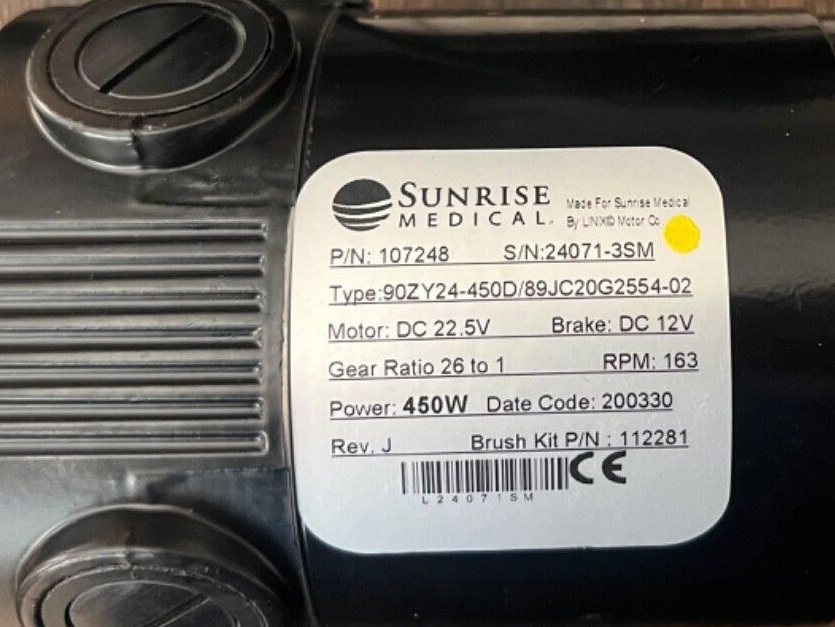 SUNRISE
MEDICAL.
Made For Sunrise Medical
By LINIX® Motor Co
P/N: 107248 S/N:24071-3SM
Type:90ZY24-450D/89JC20G2554-02
Motor: DC 22.5V Brake: DC 12V
Gear Ratio 26 to 1 RPM: 163
Power: 450W Date Code: 200330
Rev. J Brush Kit P/N : 112281
CE
L24071SM